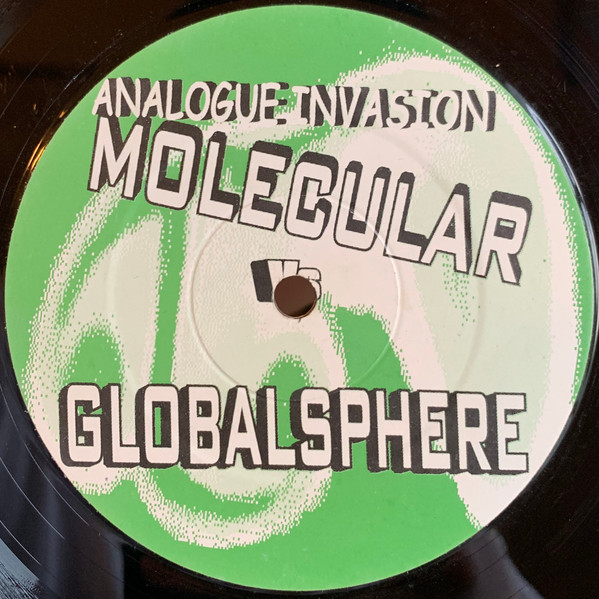 ANALOGUE INVASION
MOLECULAR
Vs
GLOBALSPHERE